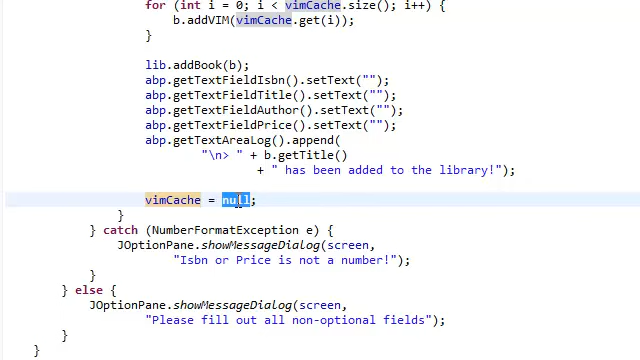 for (int i = 0; i < vimCache.size(); i++) {
b.addVIM(vimCache.get(i));
}
lib.addBook(b);
abp.getTextFieldIsbn().setText("");
abp.getTextFieldTitle().setText("");
abp.getTextFieldAuthor().setText("");
abp.getTextFieldPrice().setText("");
abp.getTextAreaLog().append(
"\n> " + b.getTitle()
+ " has been added to the library!");
vimCache = null;
}
} catch (NumberFormatException e) {
JOptionPane.showMessageDialog(screen,
"Isbn or Price is not a number!");
}
} else {
JOptionPane.showMessageDialog(screen,
"Please fill out all non-optional fields");
}
}